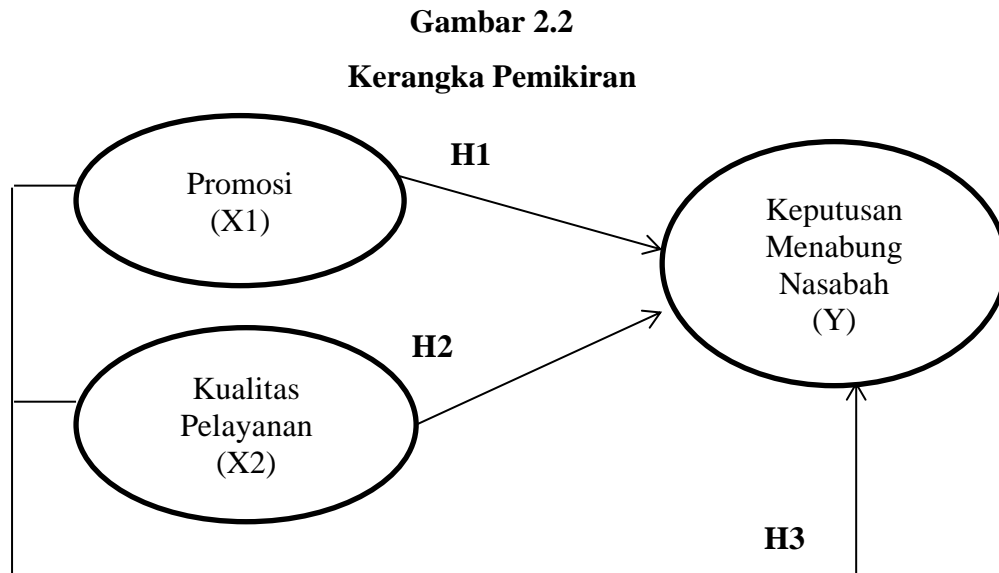 Gambar 2.2
Kerangka Pemikiran
H1
Promosi
(X1)
Keputusan
Menabung
Nasabah
(Y)
H2
Kualitas
Pelayanan
(X2)
H3